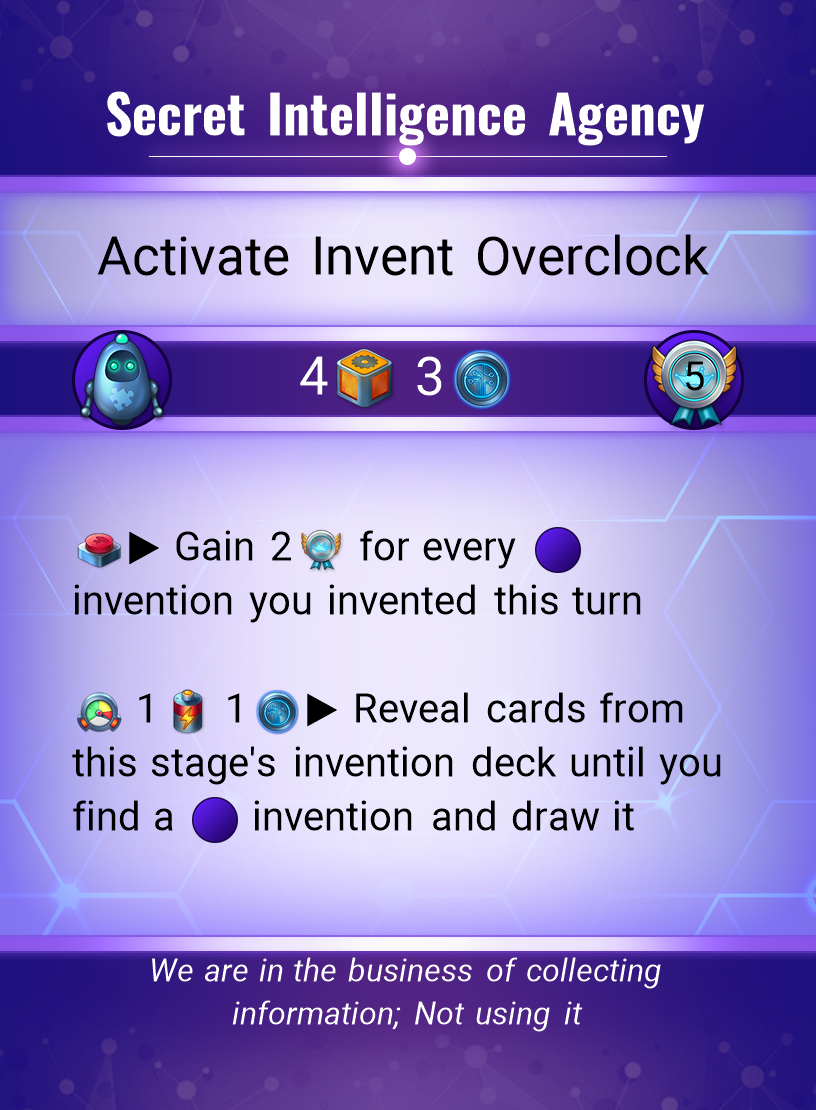 Secret Intelligence Agency
Activate Invent Overclock
4 3 5
▶ Gain 2 for every
invention you invented this turn
1 1 ▶ Reveal cards from
this stage's invention deck until you
find a invention and draw it
We are in the business of collecting
information; Not using it